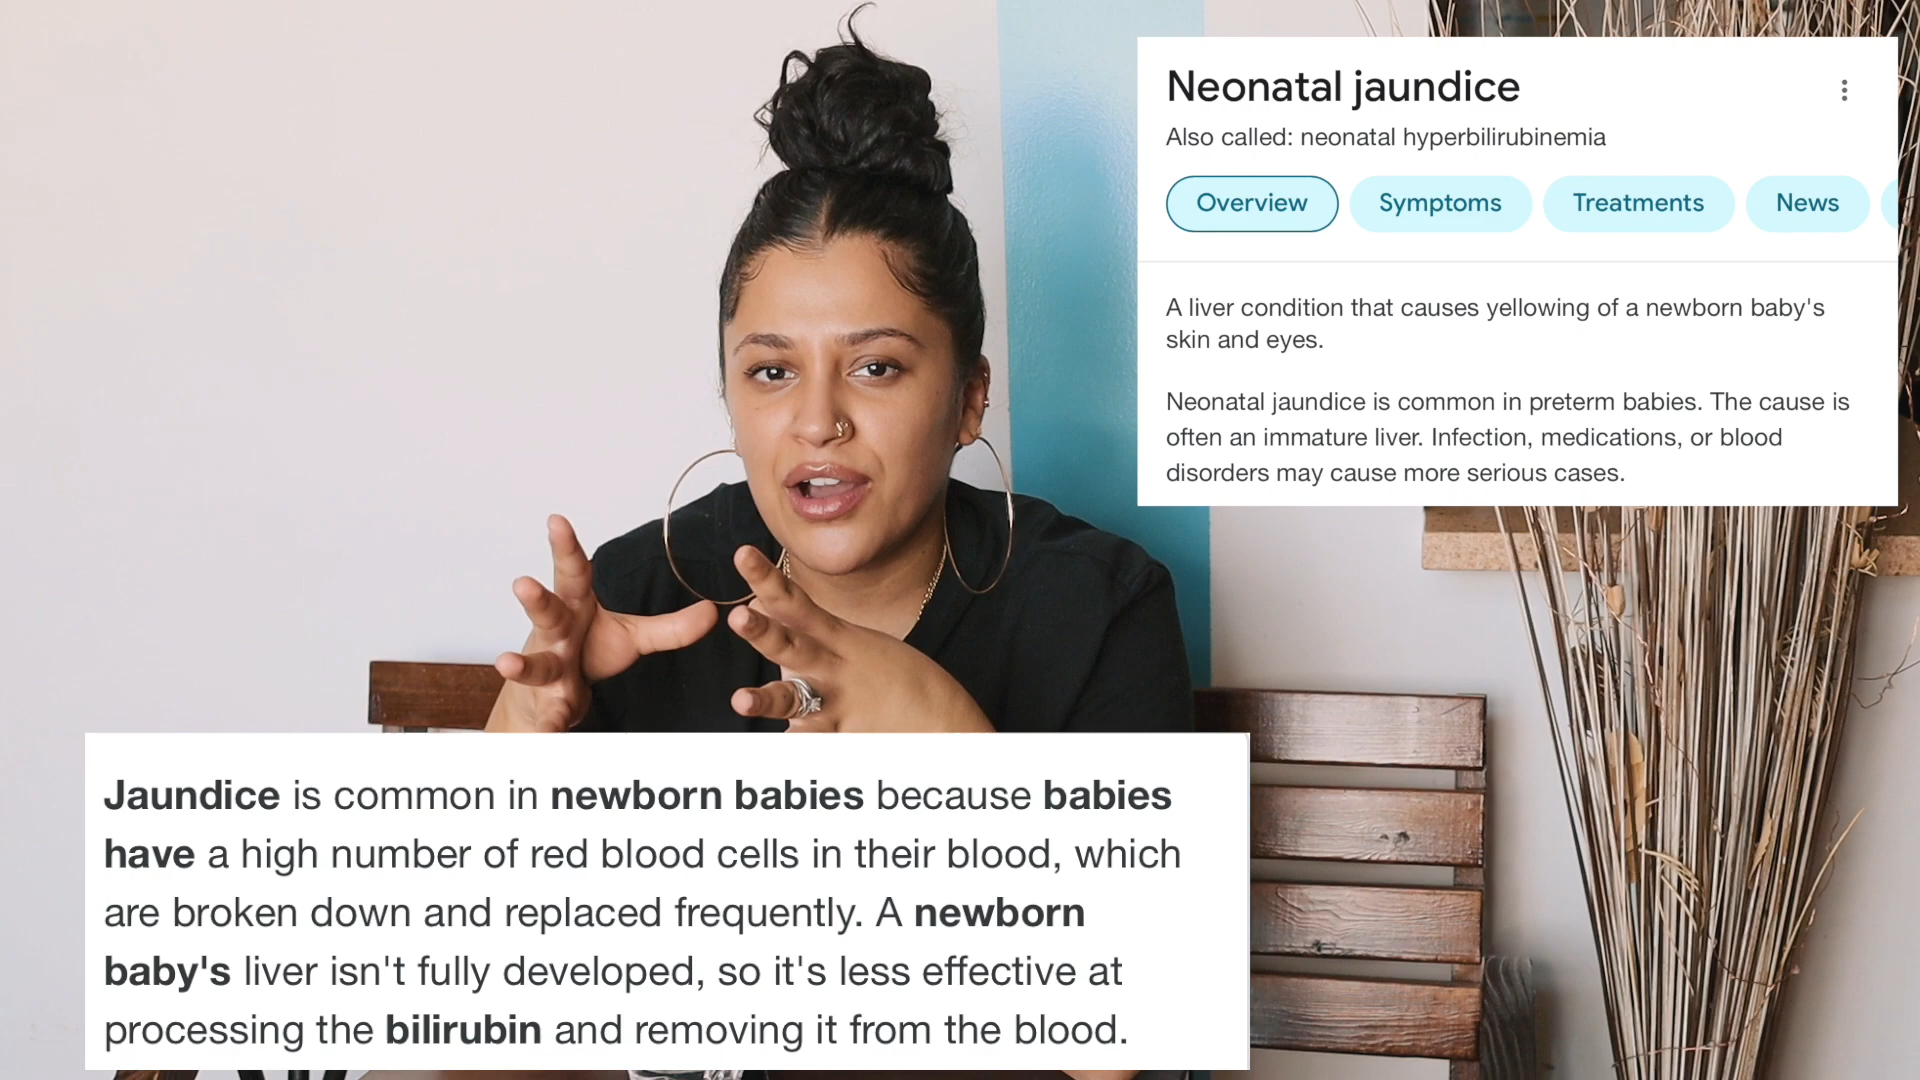 Neonatal jaundice
Also called: neonatal hyperbilirubinemia
Overview Symptoms Treatments News
A liver condition that causes yellowing of a newborn baby's
skin and eyes.
Neonatal jaundice is common in preterm babies. The cause is
often an immature liver. Infection, medications, or blood
disorders may cause more serious cases.
Jaundice is common in newborn babies because babies
have a high number of red blood cells in their blood, which
are broken down and replaced frequently. A newborn
baby's liver isn't fully developed, so it's less effective at
processing the bilirubin and removing it from the blood.